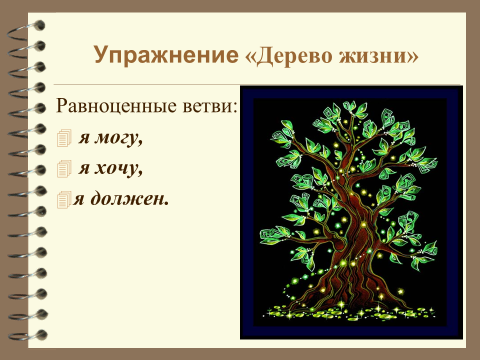 Упражнение «Дерево жизни»
Равноценные ветви:
я могу,
я хочу,
я должен.